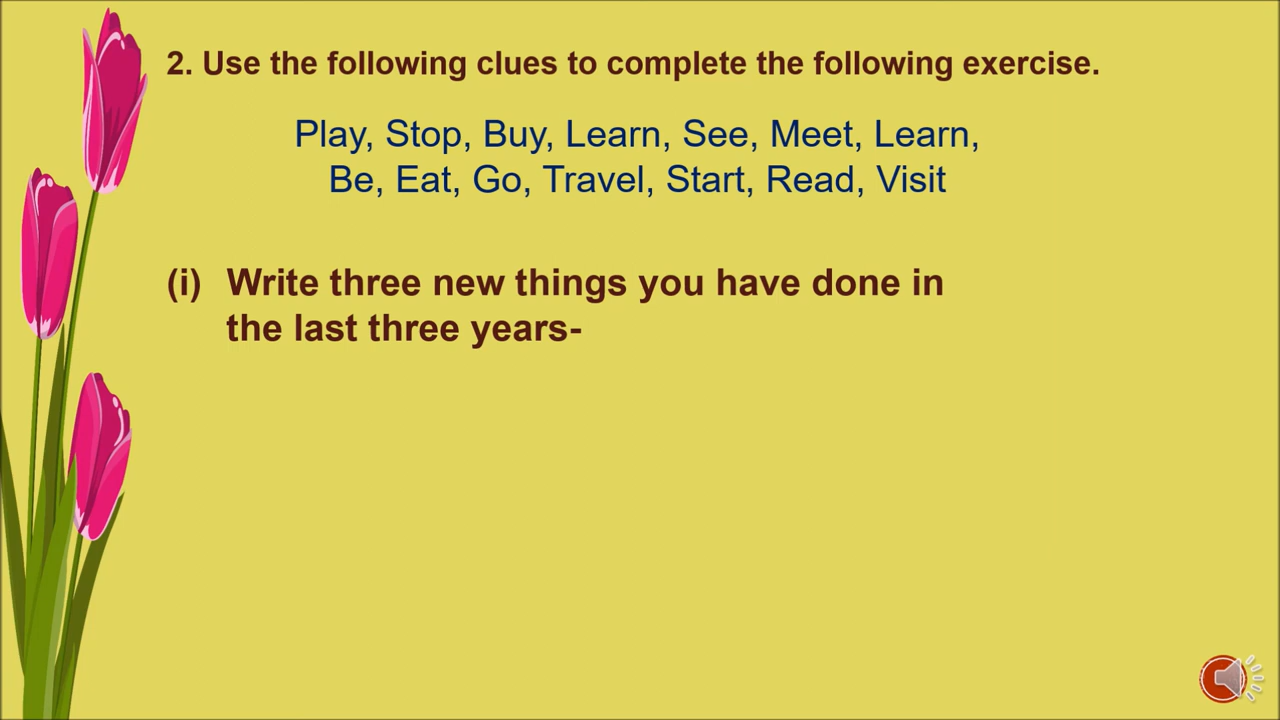 2. Use the following clues to complete the following exercise.
Play, Stop, Buy, Learn, See, Meet, Learn,
Be, Eat, Go, Travel, Start, Read, Visit
(i) Write three new things you have done in
the last three years-